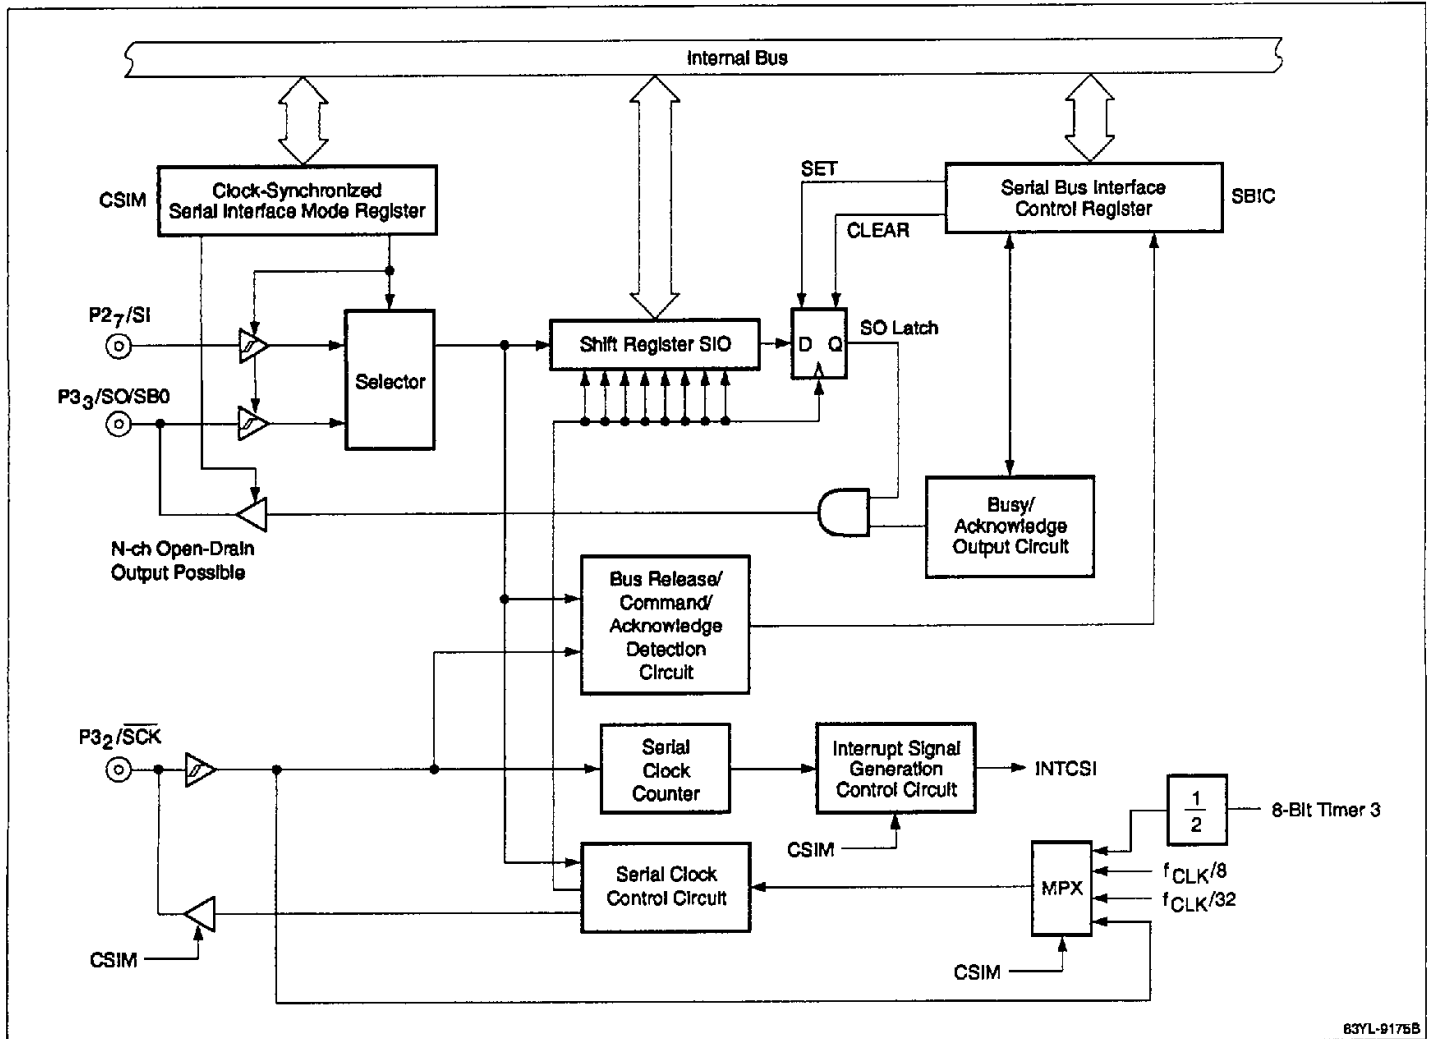 Internal Bus
CSIM
Clock-Synchronized
Serial Interface Mode Register
SET
CLEAR
Serial Bus Interface
Control Register
SBIC
P2₇/SI
P3₃/SO/SB0
Selector
Shift Register SIO
D Q
SO Latch
N-ch Open-Drain
Output Possible
Busy/
Acknowledge
Output Circuit
Bus Release/
Command/
Acknowledge
Detection
Circuit
P3₂/S̅C̅K̅
Serial
Clock
Counter
Interrupt Signal
Generation
Control Circuit
INTCSI
CSIM
1
2
8-Bit Timer 3
Serial Clock
Control Circuit
MPX
fCLK/8
fCLK/32
CSIM
CSIM
83YL-9175B